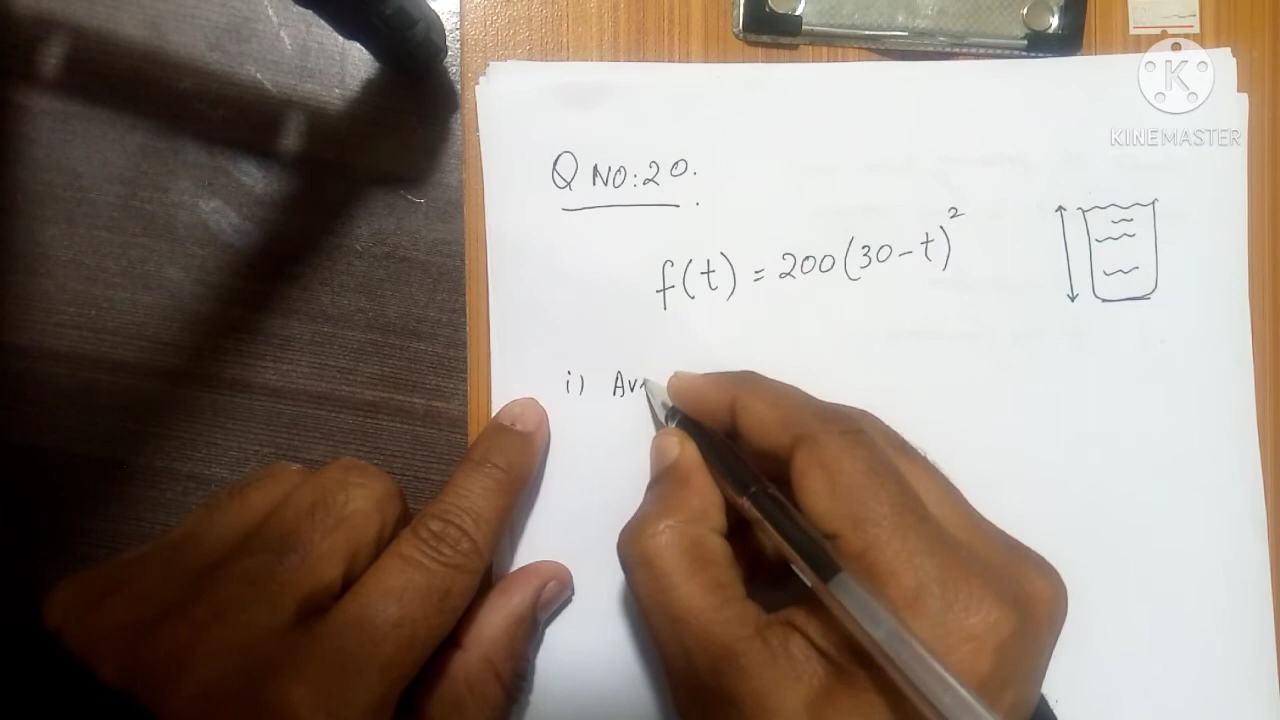 Q NO:20.
f(t) = 200(30-t)²
i) Av
K
KINEMASTER